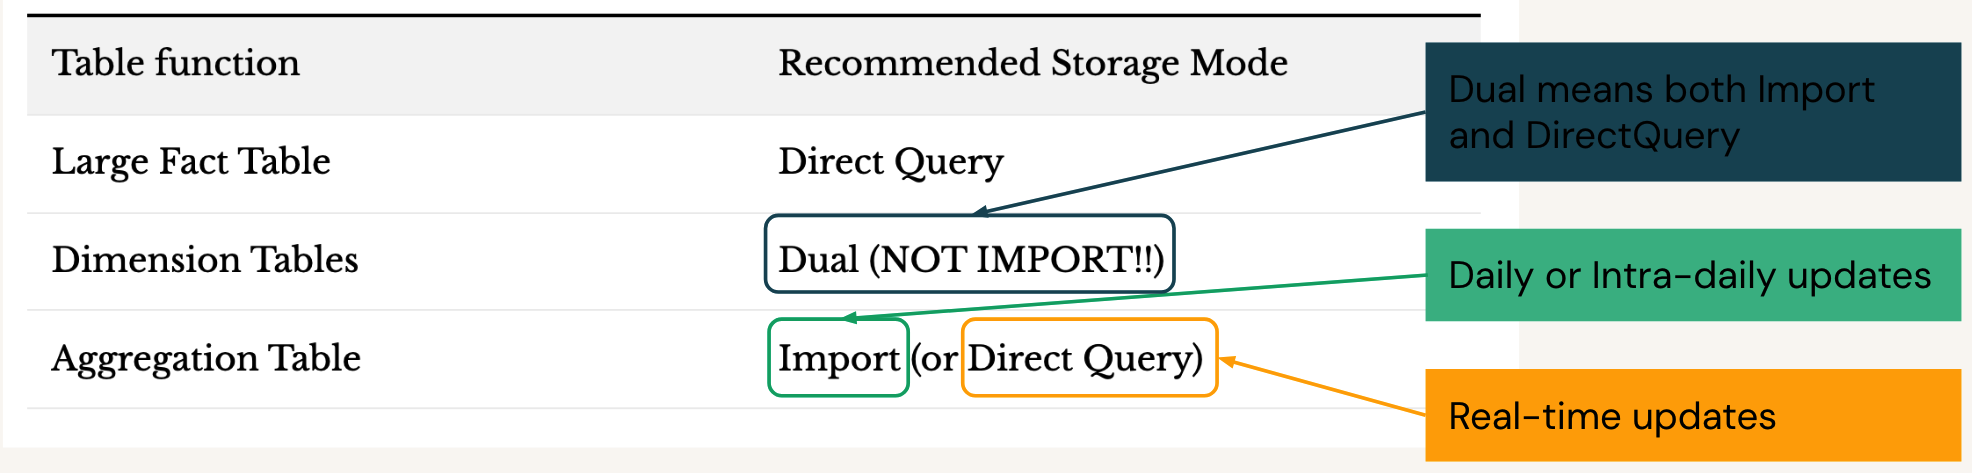 Table function
Recommended Storage Mode
Large Fact Table
Direct Query
Dimension Tables
Dual (NOT IMPORT!!)
Aggregation Table
Import (or Direct Query)
Dual means both Import
and DirectQuery
Daily or Intra-daily updates
Real-time updates